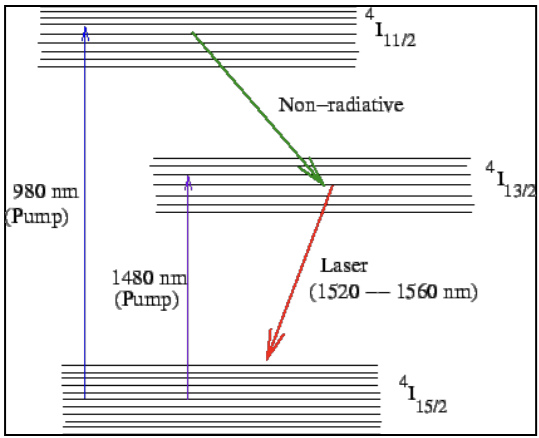 4I11/2
Non–radiative
4I13/2
980 nm
(Pump)
1480 nm
(Pump)
Laser
(1520 –– 1560 nm)
4I15/2